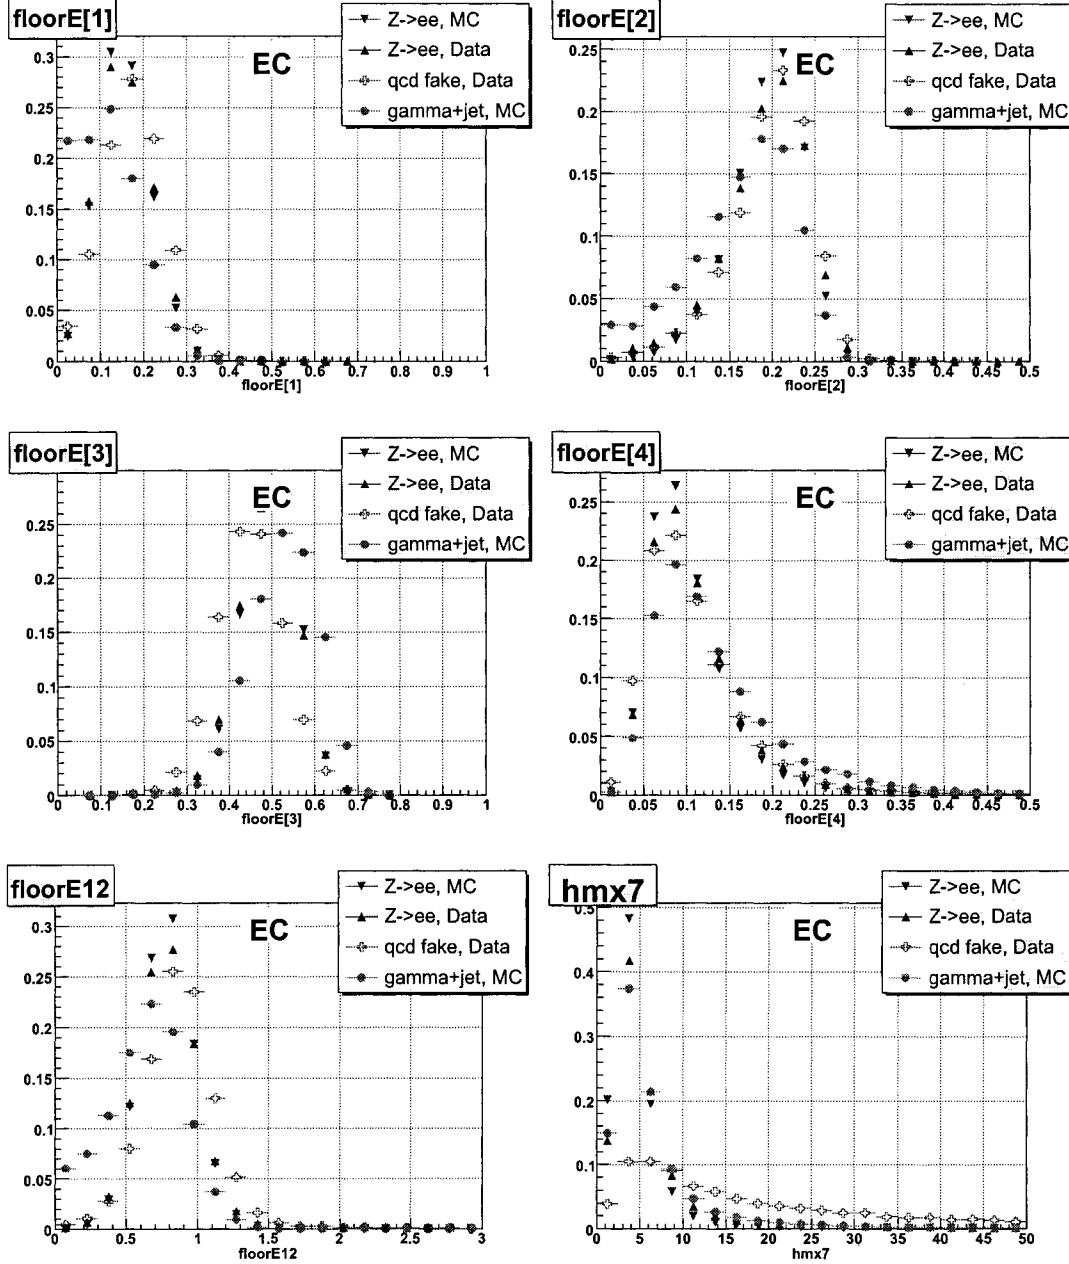 floorE[1]
EC
Z->ee, MC
Z->ee, Data
qcd fake, Data
gamma+jet, MC
0.3
0.25
0.2
0.15
0.1
0.05
0
0 0.1 0.2 0.3 0.4 0.5 0.6 0.7 0.8 0.9 1
floorE[1]
floorE[2]
EC
Z->ee, MC
Z->ee, Data
qcd fake, Data
gamma+jet, MC
0.25
0.2
0.15
0.1
0.05
0
0 0.05 0.1 0.15 0.2 0.25 0.3 0.35 0.4 0.45 0.5
floorE[2]
floorE[3]
EC
Z->ee, MC
Z->ee, Data
qcd fake, Data
gamma+jet, MC
0.25
0.2
0.15
0.1
0.05
0
0 0.1 0.2 0.3 0.4 0.5 0.6 0.7 0.8 0.9 1
floorE[3]
floorE[4]
EC
Z->ee, MC
Z->ee, Data
qcd fake, Data
gamma+jet, MC
0.25
0.2
0.15
0.1
0.05
0
0 0.05 0.1 0.15 0.2 0.25 0.3 0.35 0.4 0.45 0.5
floorE[4]
floorE12
EC
Z->ee, MC
Z->ee, Data
qcd fake, Data
gamma+jet, MC
0.3
0.25
0.2
0.15
0.1
0.05
0
0 0.5 1 1.5 2 2.5 3
floorE12
hmx7
EC
Z->ee, MC
Z->ee, Data
qcd fake, Data
gamma+jet, MC
0.5
0.4
0.3
0.2
0.1
0
0 5 10 15 20 25 30 35 40 45 50
hmx7